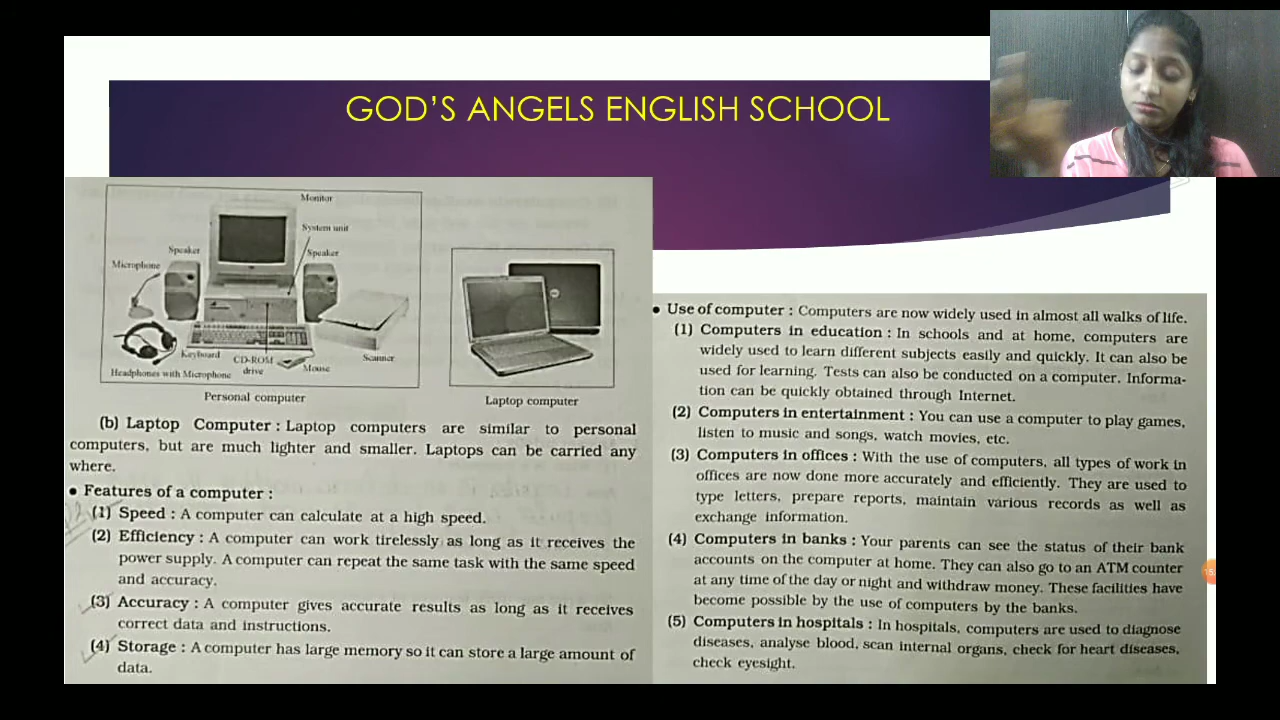 GOD'S ANGELS ENGLISH SCHOOL
Monitor
System unit
Speaker
Speaker
Microphone
Keyboard
CD-ROM
drive
Mouse
Scanner
Headphones with Microphone
Personal computer
Laptop computer
(b) Laptop Computer : Laptop computers are similar to personal
computers, but are much lighter and smaller. Laptops can be carried any
where.
• Features of a computer :
(1) Speed : A computer can calculate at a high speed.
(2) Efficiency : A computer can work tirelessly as long as it receives the
power supply. A computer can repeat the same task with the same speed
and accuracy.
(3) Accuracy : A computer gives accurate results as long as it receives
correct data and instructions.
(4) Storage : A computer has large memory so it can store a large amount of
data.
• Use of computer : Computers are now widely used in almost all walks of life.
(1) Computers in education : In schools and at home, computers are
widely used to learn different subjects easily and quickly. It can also be
used for learning. Tests can also be conducted on a computer. Informa-
tion can be quickly obtained through Internet.
(2) Computers in entertainment : You can use a computer to play games,
listen to music and songs, watch movies, etc.
(3) Computers in offices : With the use of computers, all types of work in
offices are now done more accurately and efficiently. They are used to
type letters, prepare reports, maintain various records as well as
exchange information.
(4) Computers in banks : Your parents can see the status of their bank
accounts on the computer at home. They can also go to an ATM counter
at any time of the day or night and withdraw money. These facilities have
become possible by the use of computers by the banks.
(5) Computers in hospitals : In hospitals, computers are used to diagnose
diseases, analyse blood, scan internal organs, check for heart diseases,
check eyesight.